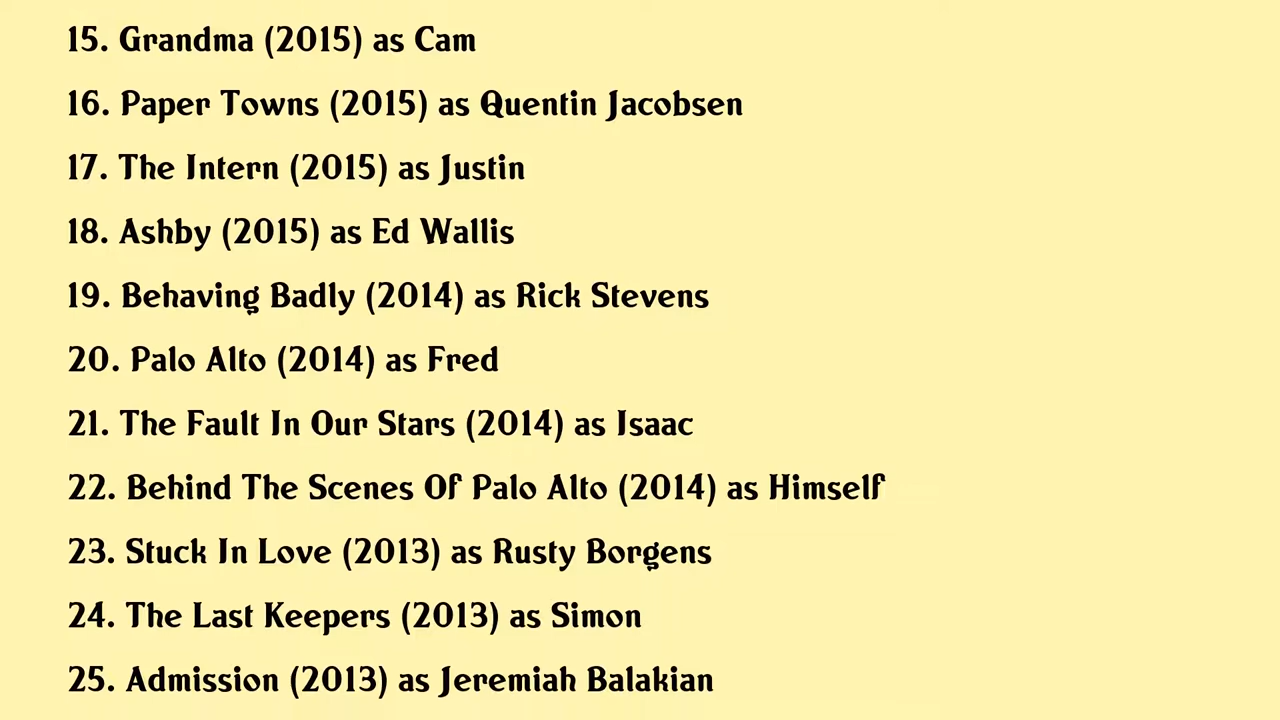 15. Grandma (2015) as Cam
16. Paper Towns (2015) as Quentin Jacobsen
17. The Intern (2015) as Justin
18. Ashby (2015) as Ed Wallis
19. Behaving Badly (2014) as Rick Stevens
20. Palo Alto (2014) as Fred
21. The Fault In Our Stars (2014) as Isaac
22. Behind The Scenes Of Palo Alto (2014) as Himself
23. Stuck In Love (2013) as Rusty Borgens
24. The Last Keepers (2013) as Simon
25. Admission (2013) as Jeremiah Balakian